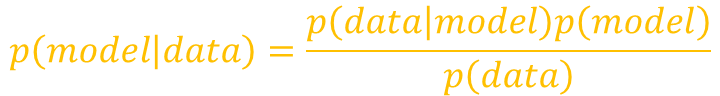 p(model|data) = p(data|model)p(model) / p(data)